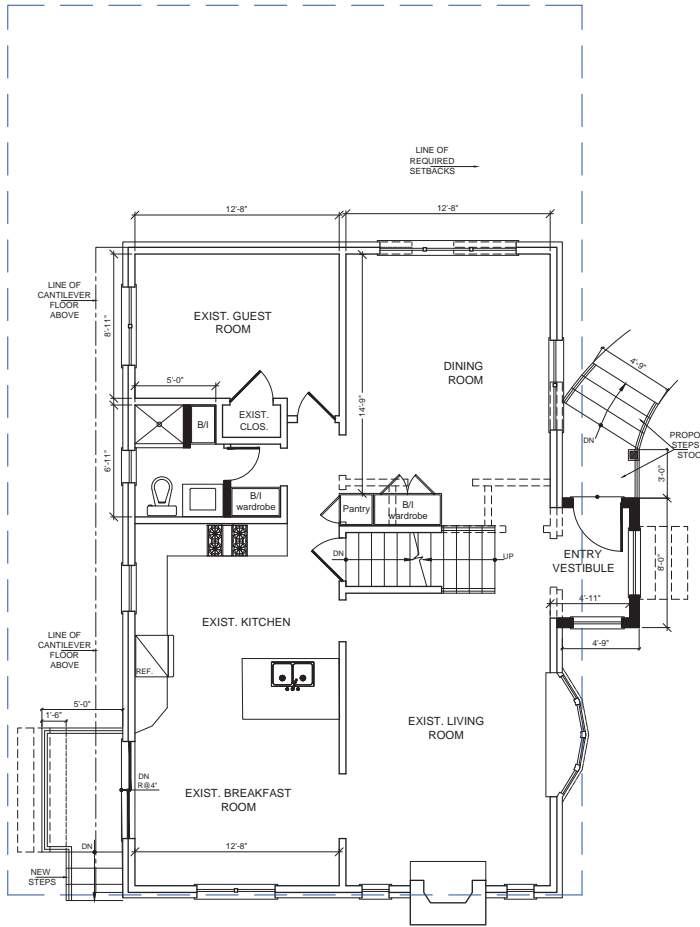 LINE OF
REQUIRED
SETBACKS
12'-8"
12'-8"
LINE OF
CANTILEVER
FLOOR
ABOVE
8'-11"
EXIST. GUEST
ROOM
DINING
ROOM
4'-9"
5'-0"
14'-9"
B/I
EXIST.
CLOS.
DN
PROPO
STEPS
STOO
3'-0"
6'-11"
B/I
wardrobe
Pantry
B/I
wardrobe
DN
UP
ENTRY
VESTIBULE
8'-0"
4'-11"
4'-9"
EXIST. KITCHEN
LINE OF
CANTILEVER
FLOOR
ABOVE
REF.
5'-0"
1'-6"
EXIST. LIVING
ROOM
DN
R@4"
EXIST. BREAKFAST
ROOM
DN
12'-8"
NEW
STEPS